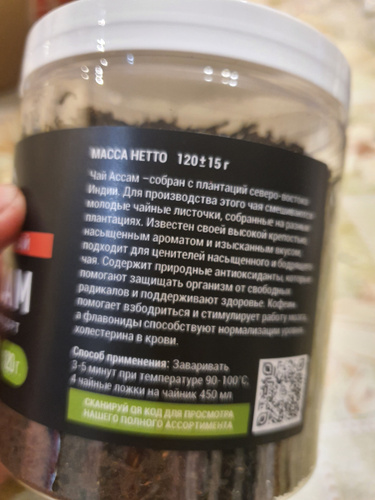 МАССА НЕТТО 120±15 г
Чай Ассам –собран с плантаций северо-востока
Индии. Для производства этого чая смешиваются
молодые чайные листочки, собранные на разных
плантациях. Известен своей высокой крепостью,
насыщенным ароматом и изысканным вкусом,
подходит для ценителей насыщенного и
чая. Содержит природные антиоксиданты, которые
помогают защищать организм от свободных
радикалов и поддерживают здоровье. Кофеин
помогает взбодриться и стимулирует работу мозга,
а флавониды способствуют нормализации уровня
холестерина в крови.
Способ применения: Заваривать
3-5 минут при температуре 90-100°С,
4 чайные ложки на чайник 450 мл
СКАНИРУЙ QR КОД ДЛЯ ПРОСМОТРА
НАШЕГО ПОЛНОГО АССОРТИМЕНТА